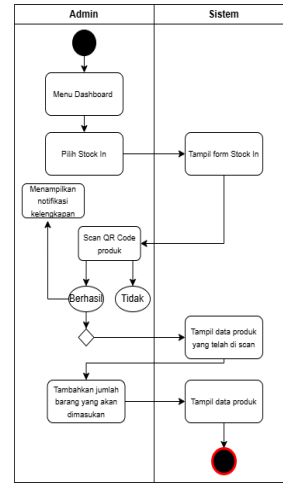 Admin
Sistem
Menu Dashboard
Pilih Stock In
Tampil form Stock In
Menampilkan
notifikasi
kelengkapan
Scan QR Code
produk
Berhasil
Tidak
Tampil data produk
yang telah di scan
Tambahkan jumlah
barang yang akan
dimasukan
Tampil data produk